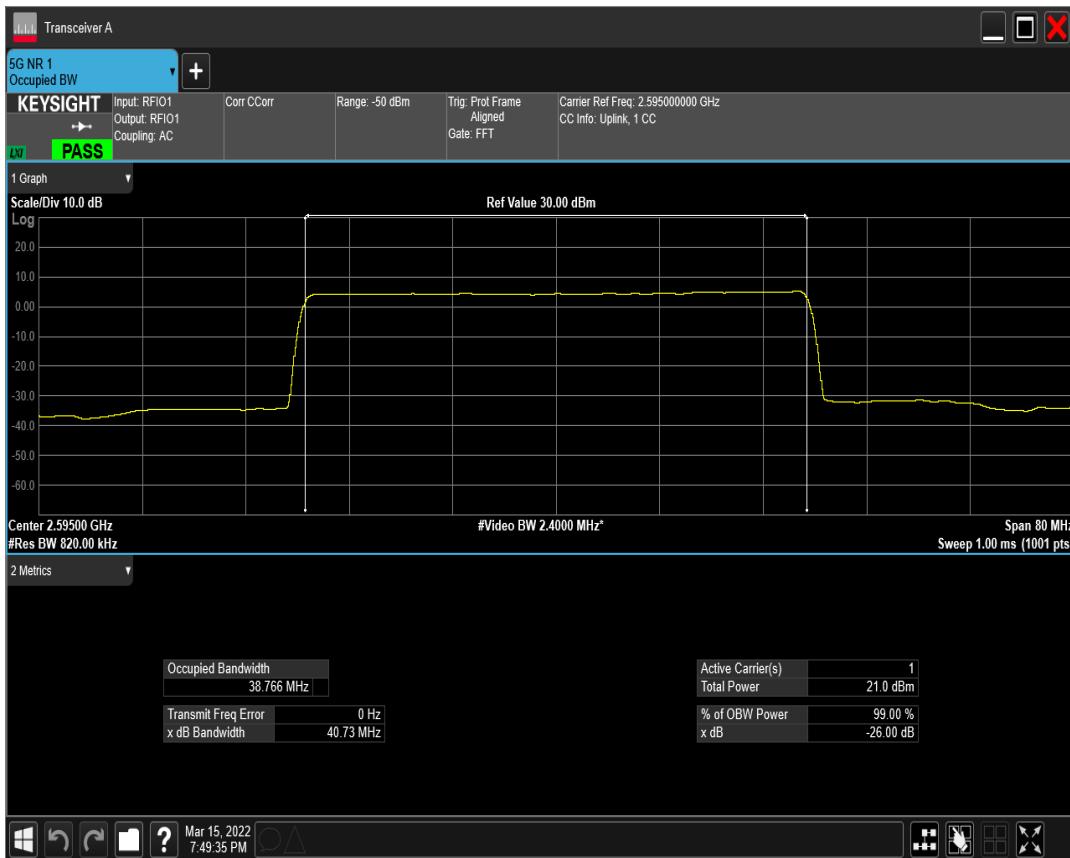 Transceiver A
5G NR 1
Occupied BW
+
KEYSIGHT
LXI
PASS
Input: RFIO1
Output: RFIO1
Coupling: AC
Corr CCorr
Range: -50 dBm
Trig: Prot Frame
Aligned
Gate: FFT
Carrier Ref Freq: 2.595000000 GHz
CC Info: Uplink, 1 CC
1 Graph
Scale/Div 10.0 dB
Ref Value 30.00 dBm
Log
20.0
10.0
0.00
-10.0
-20.0
-30.0
-40.0
-50.0
-60.0
Center 2.59500 GHz
#Video BW 2.4000 MHz*
Span 80 MHz
#Res BW 820.00 kHz
Sweep 1.00 ms (1001 pts
2 Metrics
Occupied Bandwidth
38.766 MHz
Transmit Freq Error 0 Hz
x dB Bandwidth 40.73 MHz
Active Carrier(s) 1
Total Power 21.0 dBm
% of OBW Power 99.00 %
x dB -26.00 dB
?
Mar 15, 2022
7:49:35 PM